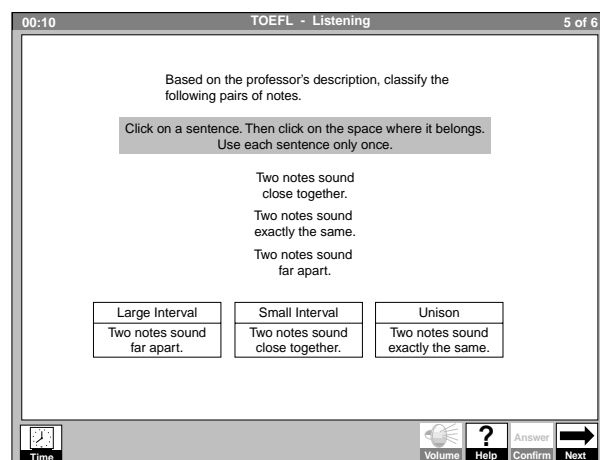 00:10 TOEFL - Listening 5 of 6
Based on the professor's description, classify the
following pairs of notes.
Click on a sentence. Then click on the space where it belongs.
Use each sentence only once.
Two notes sound
close together.
Two notes sound
exactly the same.
Two notes sound
far apart.
Large Interval Small Interval Unison
Two notes sound Two notes sound Two notes sound
far apart. close together. exactly the same.
? Answer
Time Volume Help Confirm Next